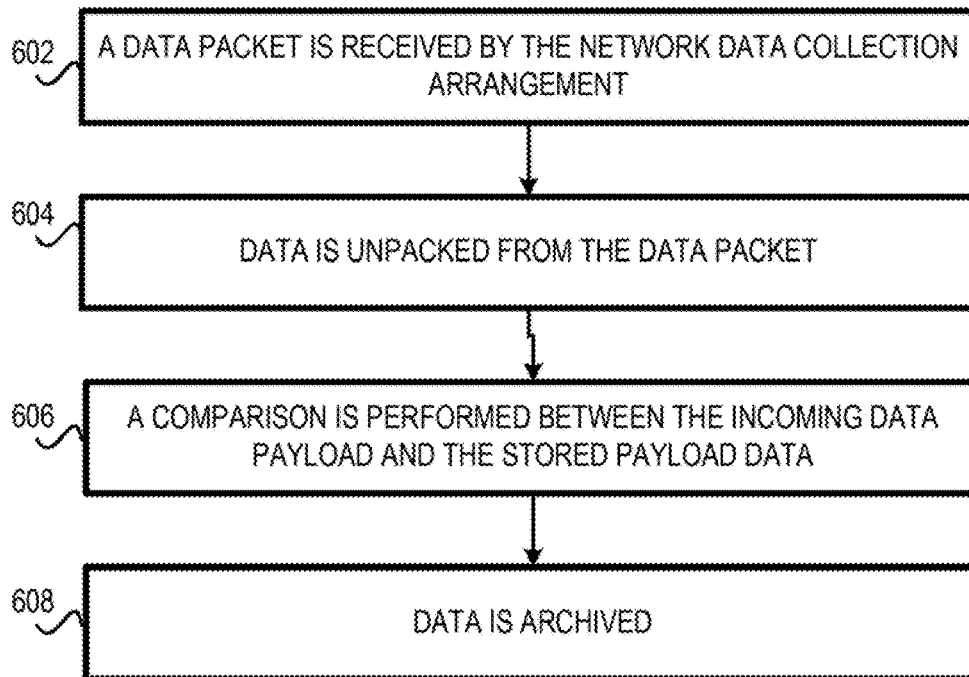 602
A DATA PACKET IS RECEIVED BY THE NETWORK DATA COLLECTION
ARRANGEMENT
604
DATA IS UNPACKED FROM THE DATA PACKET
606
A COMPARISON IS PERFORMED BETWEEN THE INCOMING DATA
PAYLOAD AND THE STORED PAYLOAD DATA
608
DATA IS ARCHIVED